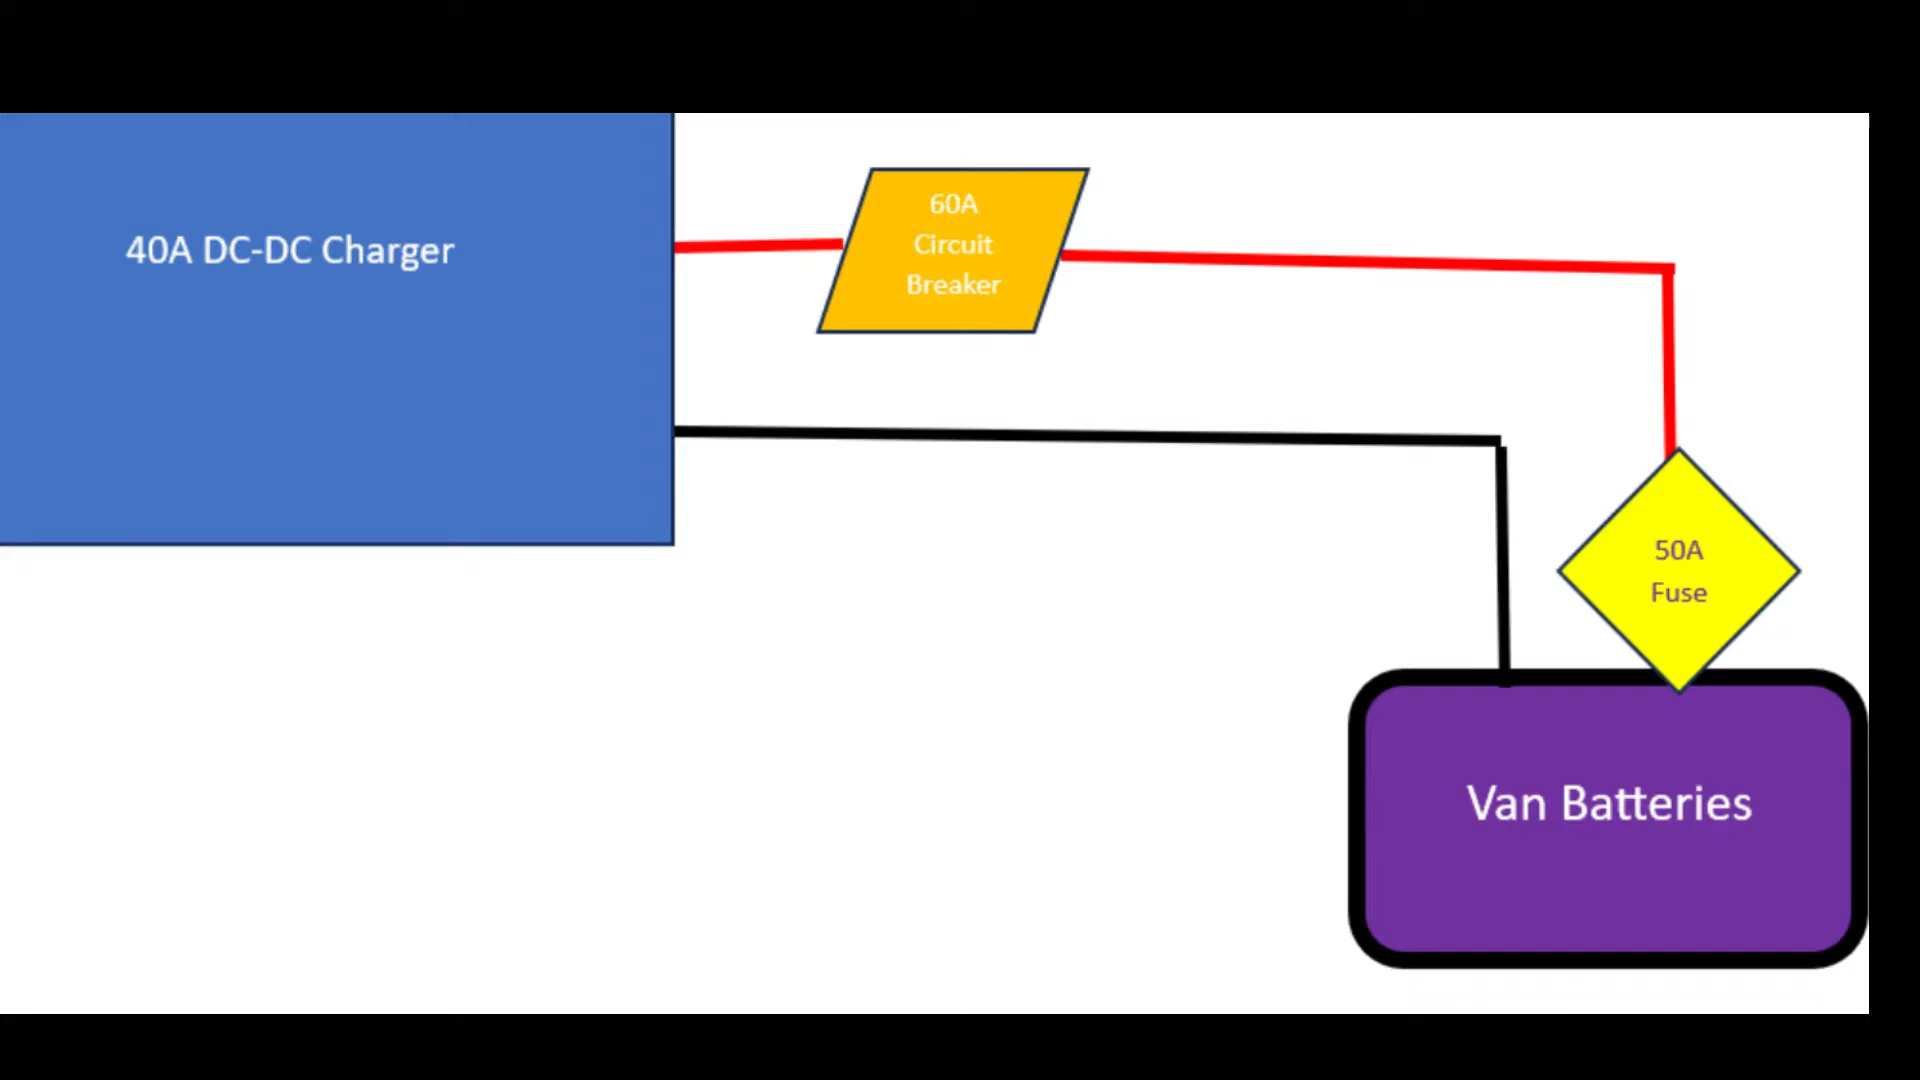 60A
Circuit
Breaker
40A DC-DC Charger
50A
Fuse
Van Batteries